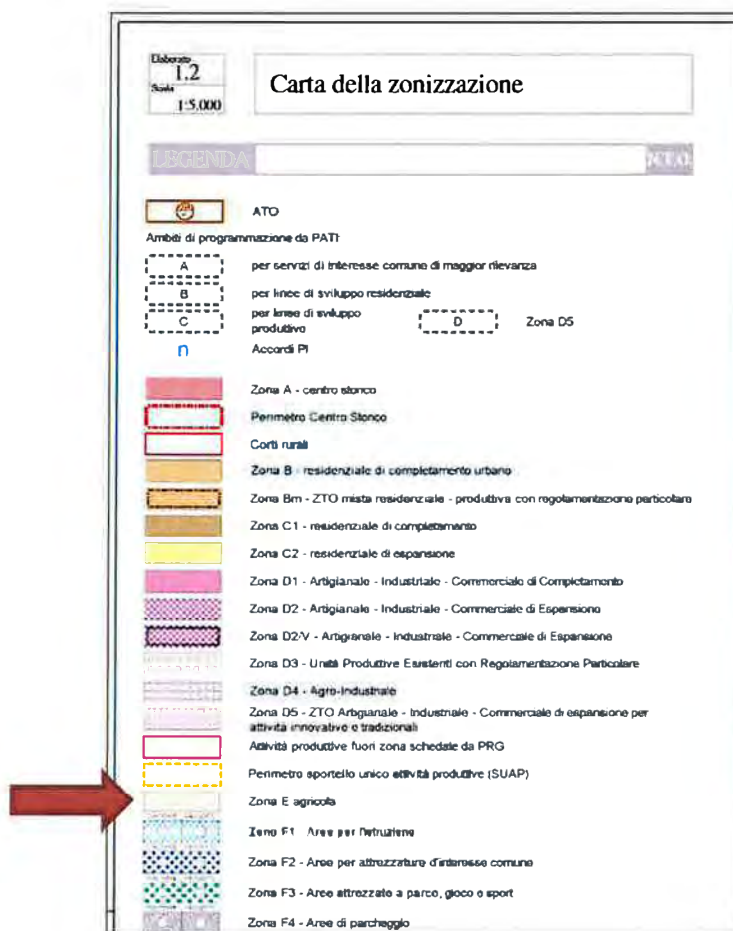 Elaborato
1.2
Scala
1:5.000
Carta della zonizzazione
LEGENDA
N.T.O.
ATO
Ambiti di programmazione da PATI
A per servizi di interesse comune di maggior rilevanza
B per linee di sviluppo residenziale
C per linee di sviluppo
produttivo
D Zona D5
n Accordi PI
Zona A - centro storico
Perimetro Centro Storico
Corti rurali
Zona B - residenziale di completamento urbano
Zona Bm - ZTO mista residenziale - produttiva con regolamentazione particolare
Zona C1 - residenziale di completamento
Zona C2 - residenziale di espansione
Zona D1 - Artigianale - Industriale - Commerciale di Completamento
Zona D2 - Artigianale - Industriale - Commerciale di Espansione
Zona D2/V - Artigianale - Industriale - Commerciale di Espansione
Zona D3 - Unità Produttive Esistenti con Regolamentazione Particolare
Zona D4 - Agro-Industriale
Zona D5 - ZTO Artigianale - Industriale - Commerciale di espansione per
attività innovative e tradizionali
Attività produttive fuori zona schedate da PRG
Perimetro sportello unico attività produttive (SUAP)
Zona E agricola
Zona F1 - Aree per l'istruzione
Zona F2 - Aree per attrezzature d'interesse comune
Zona F3 - Aree attrezzate a parco, gioco e sport
Zona F4 - Aree di parcheggio